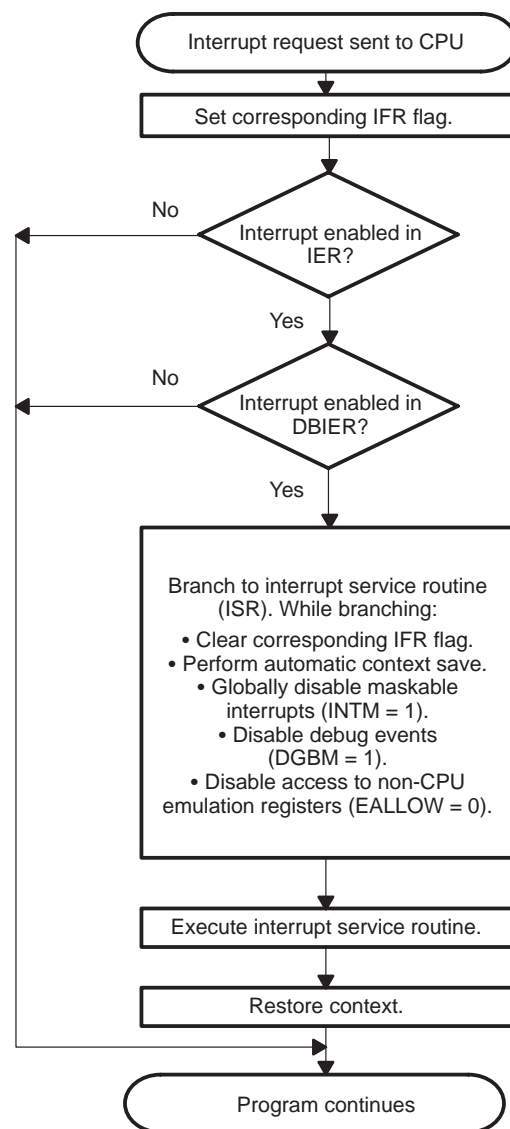 Interrupt request sent to CPU
Set corresponding IFR flag.
No
Interrupt enabled in
IER?
Yes
No
Interrupt enabled in
DBIER?
Yes
Branch to interrupt service routine
(ISR). While branching:
• Clear corresponding IFR flag.
• Perform automatic context save.
• Globally disable maskable
interrupts (INTM = 1).
• Disable debug events
(DGBM = 1).
• Disable access to non-CPU
emulation registers (EALLOW = 0).
Execute interrupt service routine.
Restore context.
Program continues